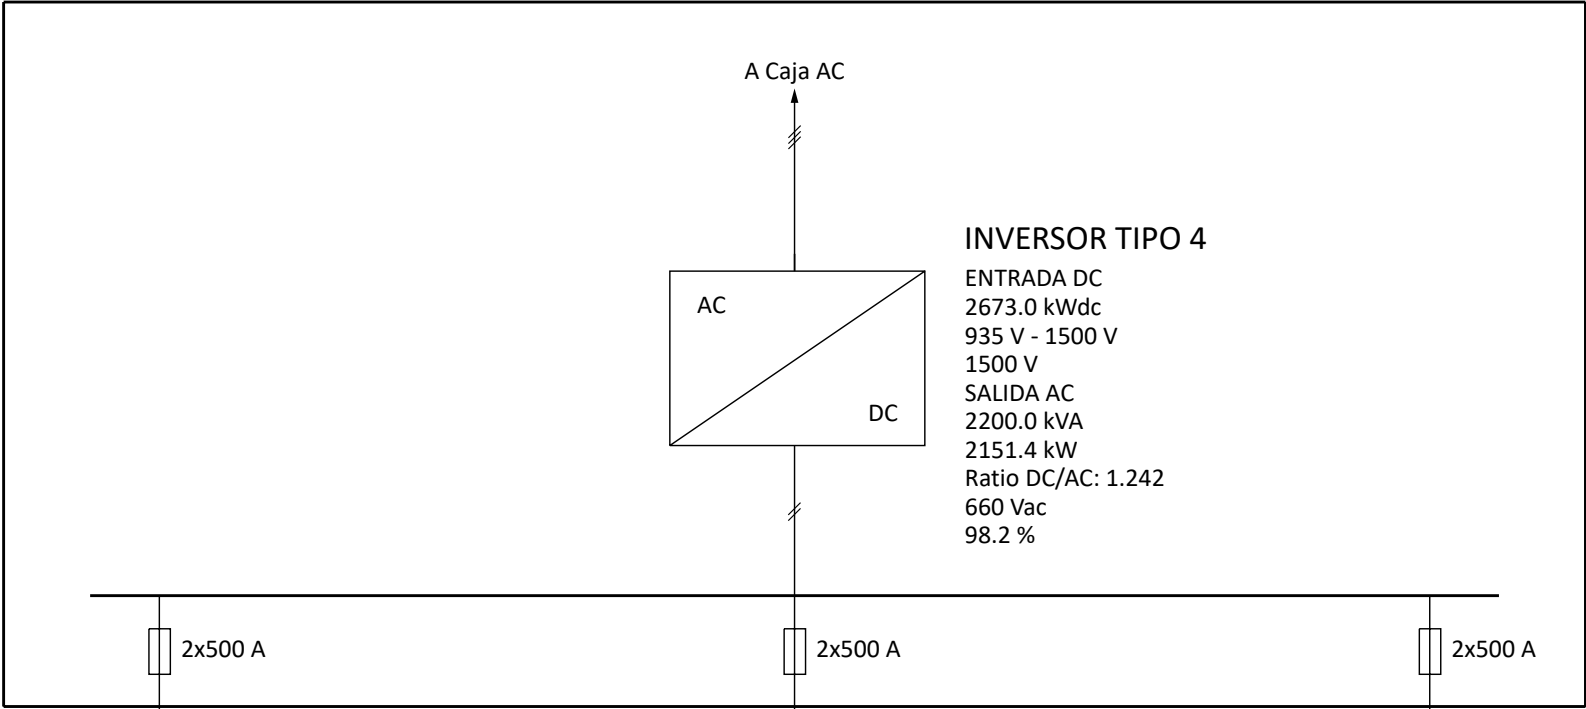 A Caja AC
INVERSOR TIPO 4
ENTRADA DC
2673.0 kWdc
935 V - 1500 V
1500 V
SALIDA AC
2200.0 kVA
2151.4 kW
Ratio DC/AC: 1.242
660 Vac
98.2 %
AC
DC
2x500 A
2x500 A
2x500 A